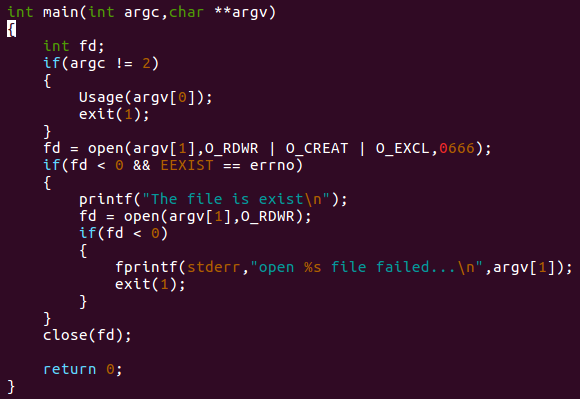 int main(int argc,char **argv)
{
    int fd;
    if(argc != 2)
    {
        Usage(argv[0]);
        exit(1);
    }
    fd = open(argv[1],O_RDWR | O_CREAT | O_EXCL,0666);
    if(fd < 0 && EEXIST == errno)
    {
        printf("The file is exist\n");
        fd = open(argv[1],O_RDWR);
        if(fd < 0)
        {
            fprintf(stderr,"open %s file failed...\n",argv[1]);
            exit(1);
        }
    }
    close(fd);

    return 0;
}